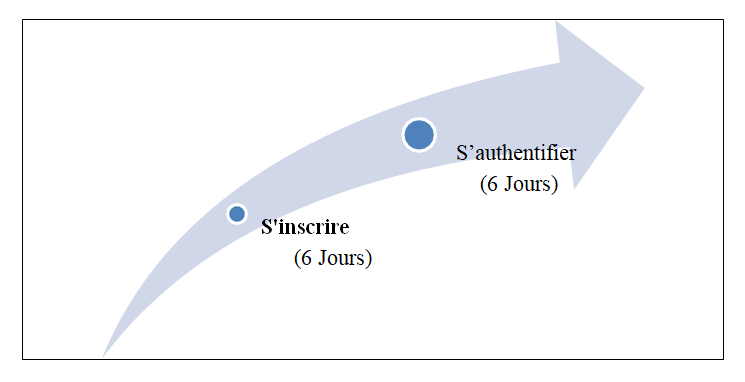 S’authentifier
(6 Jours)
S'inscrire
(6 Jours)